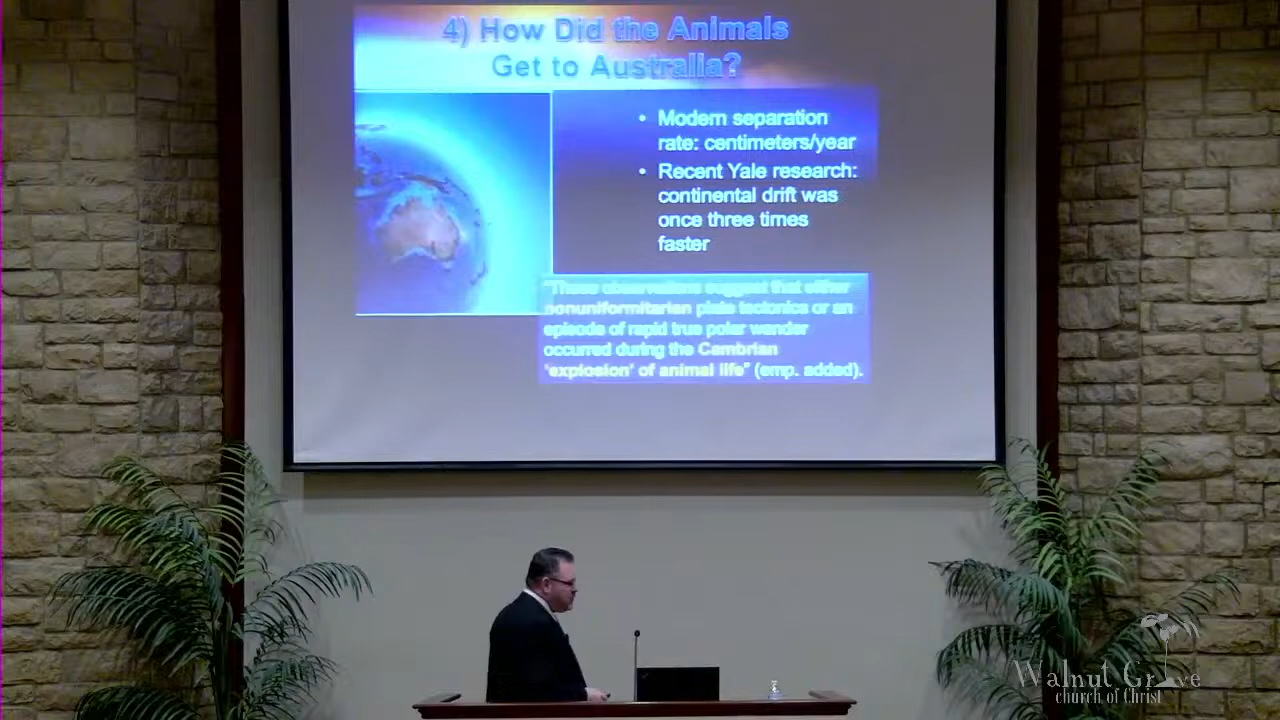 4) How Did the Animals
Get to Australia?
• Modern separation
rate: centimeters/year
• Recent Yale research:
continental drift was
once three times
faster
"These observations suggest that either
nonuniformitarian plate tectonics or an
episode of rapid true polar wander
occurred during the Cambrian
'explosion' of animal life" (emp. added).
Walnut Grove
church of Christ